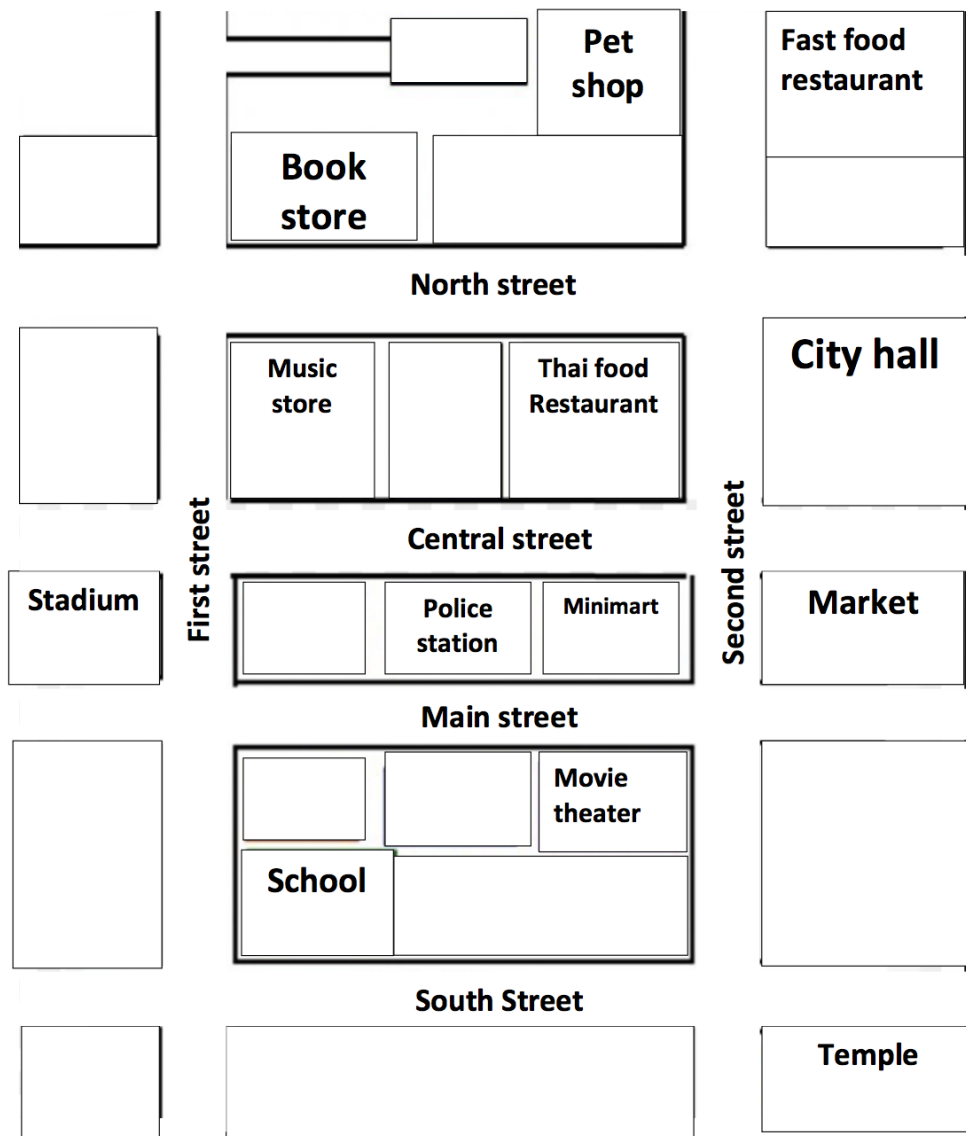 Pet
shop
Fast food
restaurant
Book
store
North street
Music
store
Thai food
Restaurant
City hall
First street
Central street
Second street
Stadium
Police
station
Minimart
Market
Main street
Movie
theater
School
South Street
Temple